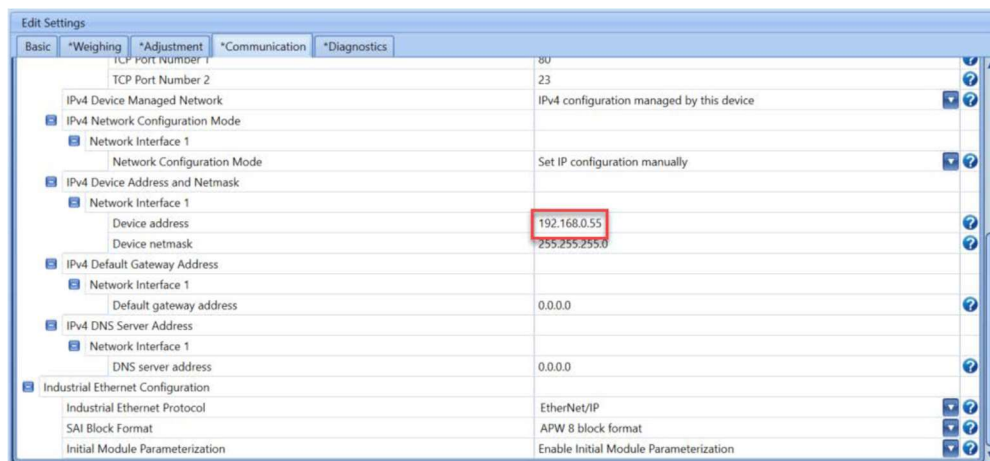 Edit Settings
Basic *Weighing *Adjustment *Communication *Diagnostics
TCP Port Number 1 80
TCP Port Number 2 23
IPv4 Device Managed Network IPv4 configuration managed by this device
IPv4 Network Configuration Mode
Network Interface 1
Network Configuration Mode Set IP configuration manually
IPv4 Device Address and Netmask
Network Interface 1
Device address 192.168.0.55
Device netmask 255.255.255.0
IPv4 Default Gateway Address
Network Interface 1
Default gateway address 0.0.0.0
IPv4 DNS Server Address
Network Interface 1
DNS server address 0.0.0.0
Industrial Ethernet Configuration
Industrial Ethernet Protocol EtherNet/IP
SAI Block Format APW 8 block format
Initial Module Parameterization Enable Initial Module Parameterization